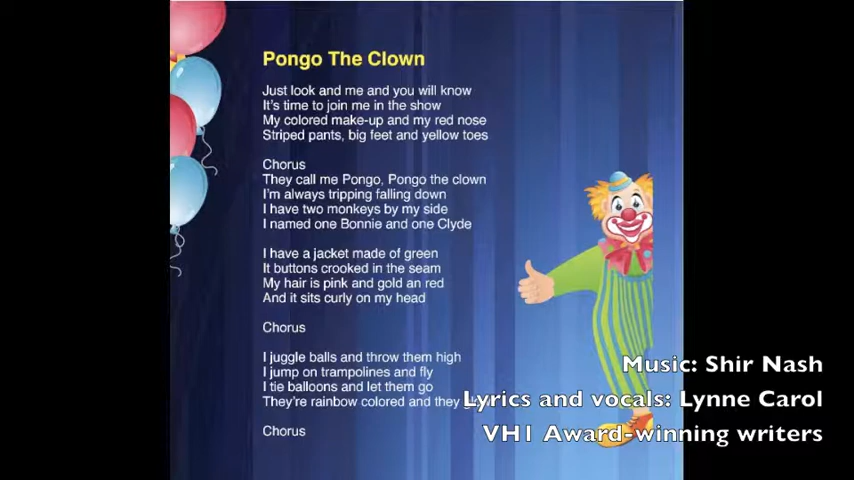 Pongo The Clown
Just look and me and you will know
It's time to join me in the show
My colored make-up and my red nose
Striped pants, big feet and yellow toes
Chorus
They call me Pongo, Pongo the clown
I'm always tripping falling down
I have two monkeys by my side
I named one Bonnie and one Clyde
I have a jacket made of green
It buttons crooked in the seam
My hair is pink and gold an red
And it sits curly on my head
Chorus
I juggle balls and throw them high
I jump on trampolines and fly
I tie balloons and let them go
They're rainbow colored and they
Chorus
Music: Shir Nash
Lyrics and vocals: Lynne Carol
VH1 Award-winning writers